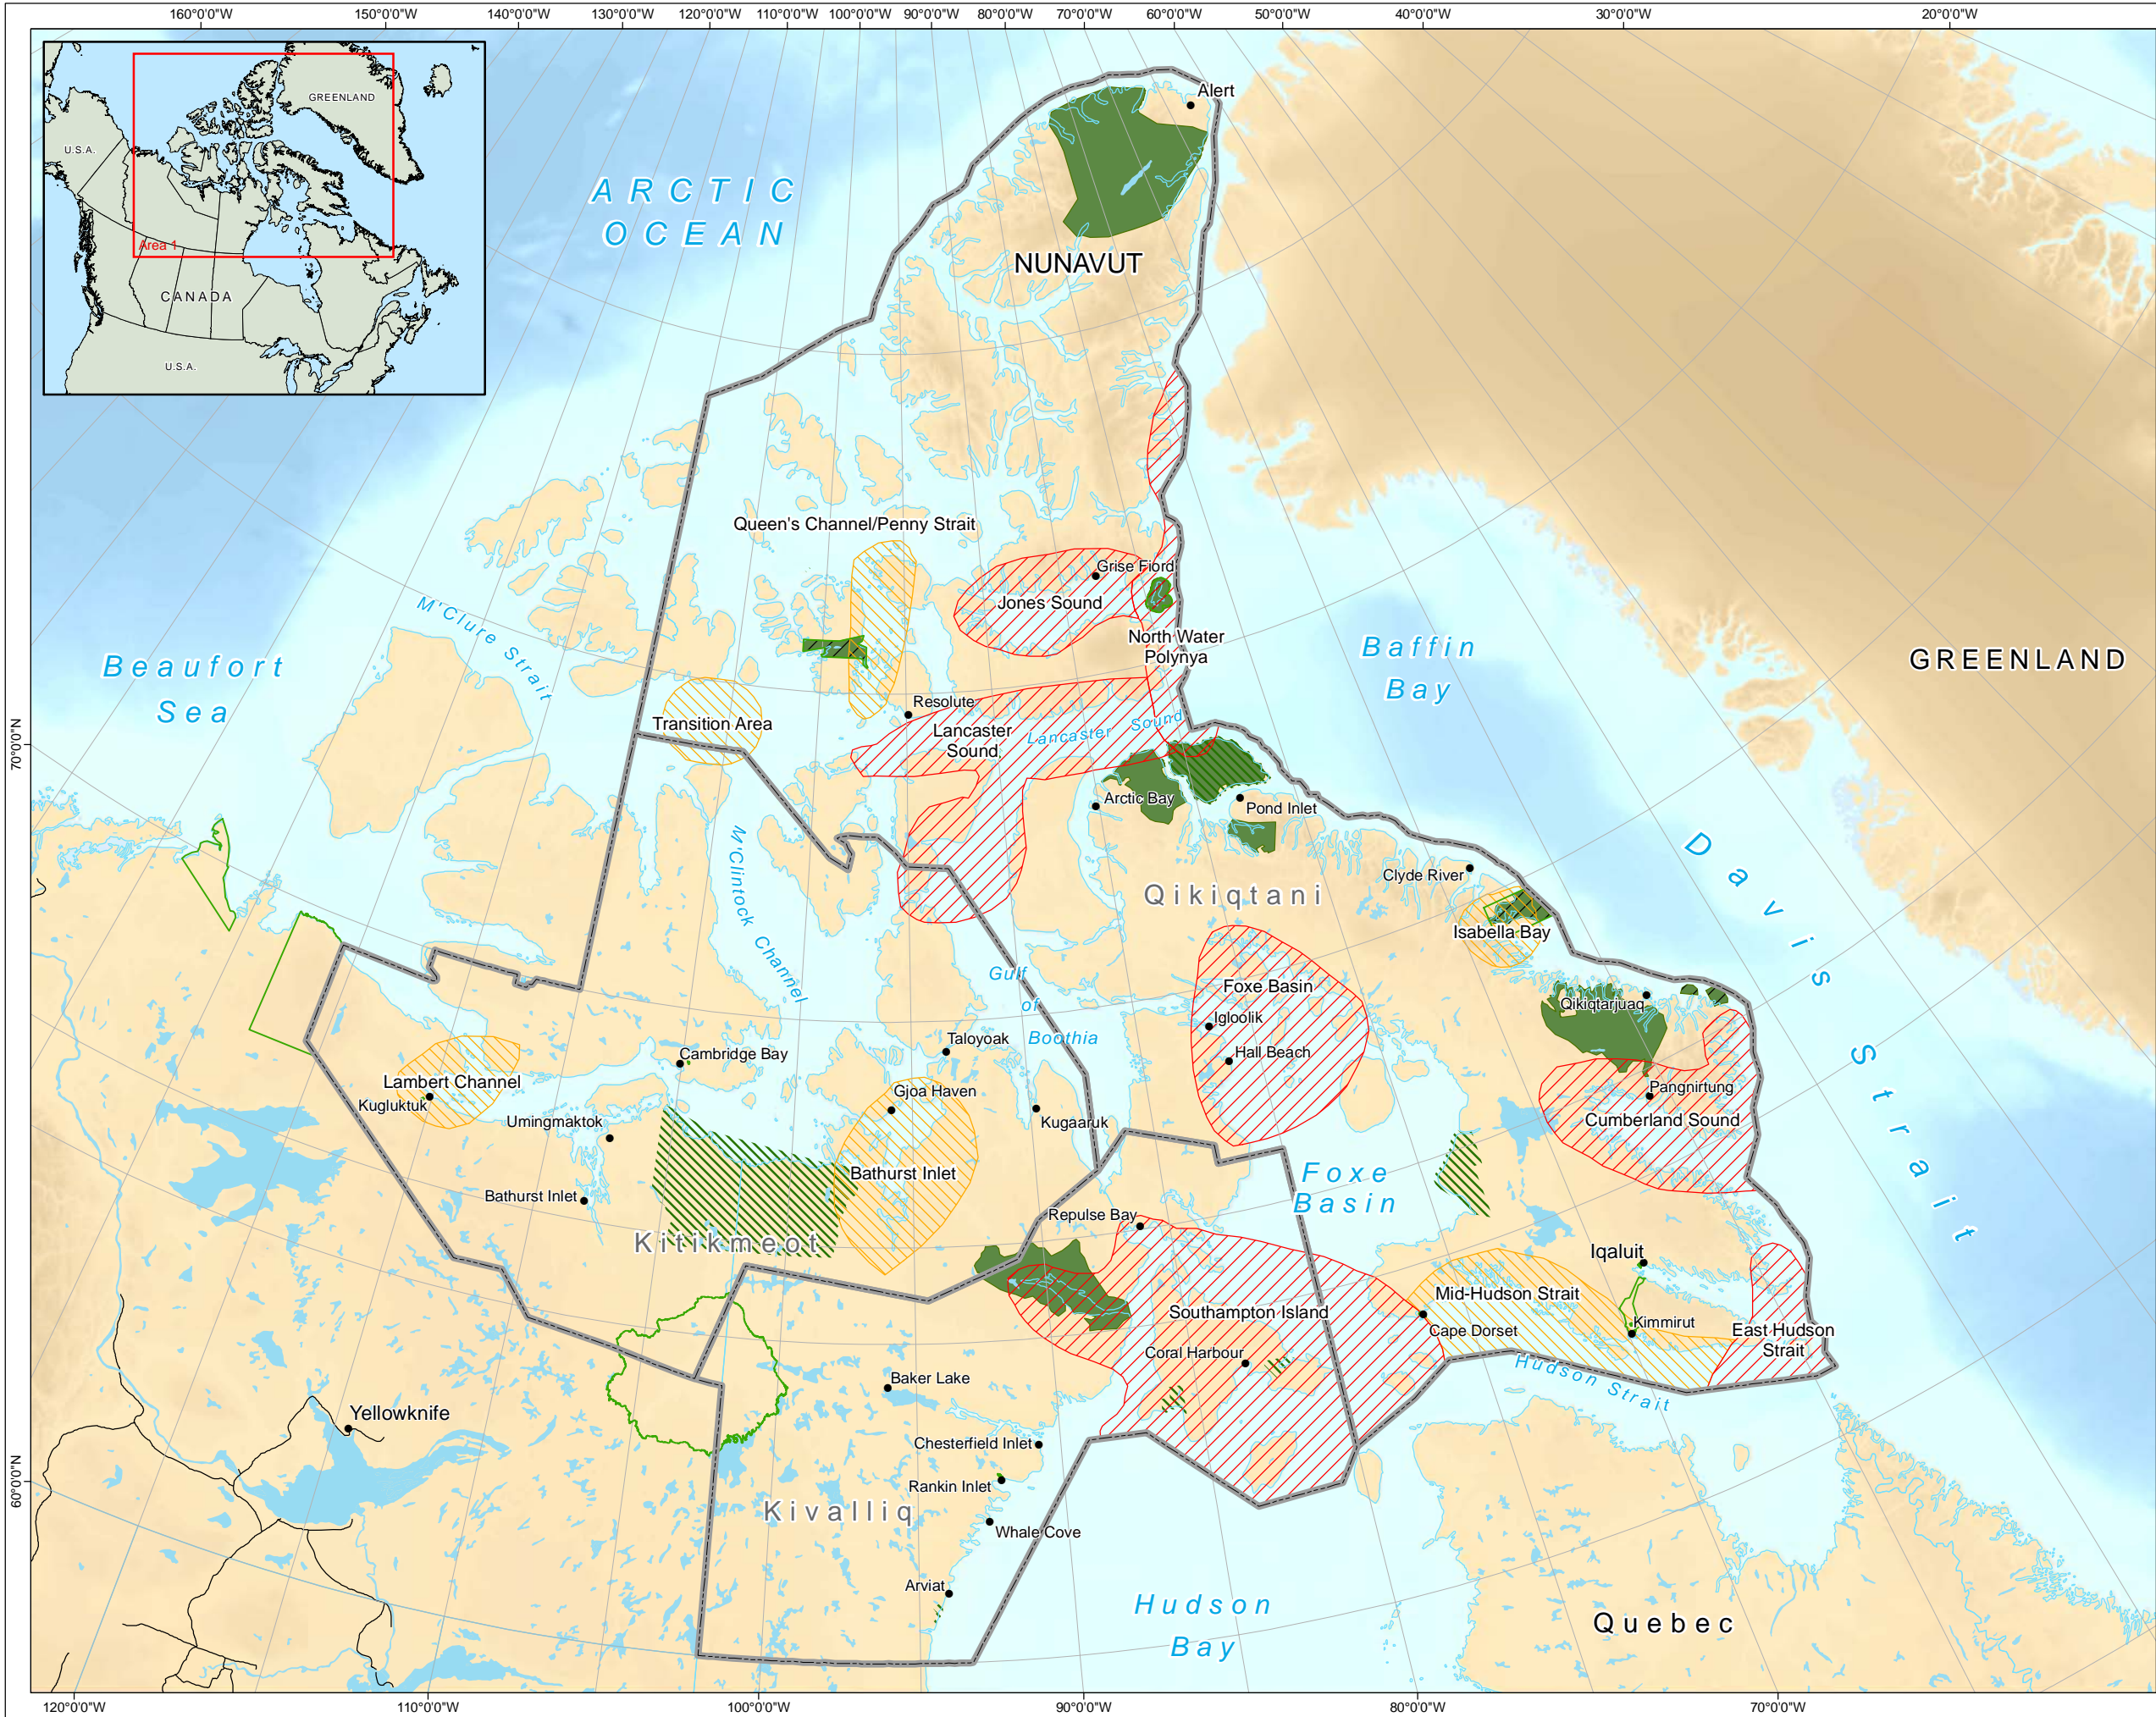 160°0'0"W 150°0'0"W 140°0'0"W 130°0'0"W 120°0'0"W 110°0'0"W 100°0'0"W 90°0'0"W 80°0'0"W 70°0'0"W 60°0'0"W 50°0'0"W 40°0'0"W 30°0'0"W 20°0'0"W
GREENLAND
U.S.A.
Area 1
CANADA
U.S.A.
Alert
ARCTIC
OCEAN
NUNAVUT
Queen's Channel/Penny Strait
Grise Fiord
Jones Sound
M'Clure Strait
North Water
Polynya
Baffin
Bay
GREENLAND
Beaufort
Sea
Resolute
Transition Area
Lancaster
Sound
Lancaster Sound
70°0'0"N
Arctic Bay
Pond Inlet
M'Clintock Channel
Davis Strait
Clyde River
Qikiqtani
Isabella Bay
Gulf
of
Boothia
Foxe Basin
Igloolik
Hall Beach
Qikiqtarjuaq
Taloyoak
Cambridge Bay
Lambert Channel
Kugluktuk
Gjoa Haven
Pangnirtung
Cumberland Sound
Umingmaktok
Kugaaruk
Bathurst Inlet
Bathurst Inlet
Foxe
Basin
Repulse Bay
Kitikmeot
Iqaluit
Mid-Hudson Strait
Southampton Island
Cape Dorset
Kimmirut
East Hudson
Strait
Coral Harbour
Hudson Strait
Baker Lake
Yellowknife
Chesterfield Inlet
Rankin Inlet
60°0'0"N
Kivalliq
Whale Cove
Arviat
Hudson
Bay
Quebec
120°0'0"W 110°0'0"W 100°0'0"W 90°0'0"W 80°0'0"W 70°0'0"W